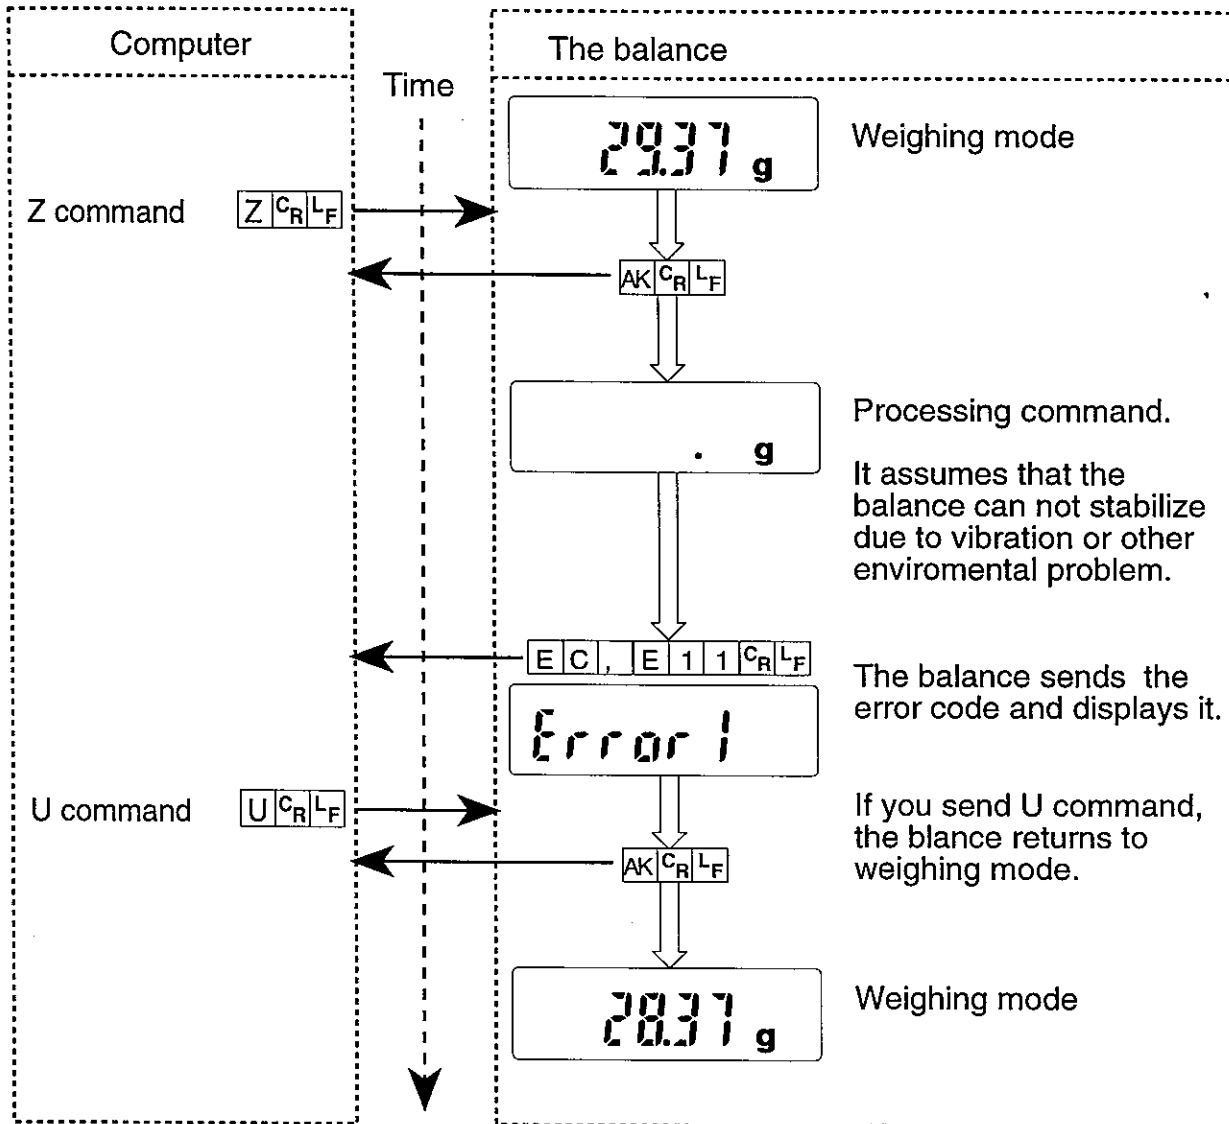 Computer
The balance
Time
29.37 g
Weighing mode
Z command Z CR LF
AK CR LF
. g
Processing command.
It assumes that the
balance can not stabilize
due to vibration or other
enviromental problem.
EC, E11 CR LF
The balance sends the
error code and displays it.
Error 1
U command U CR LF
If you send U command,
the blance returns to
weighing mode.
AK CR LF
28.37 g
Weighing mode